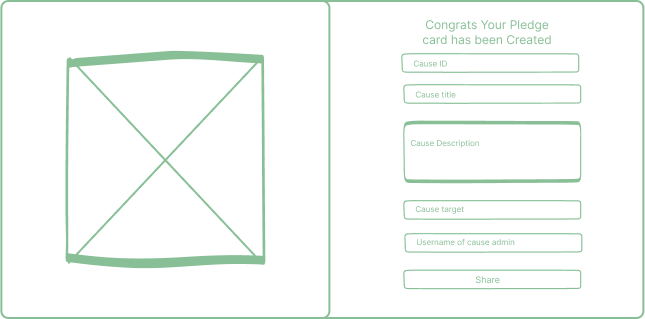 Congrats Your Pledge
card has been Created
Cause ID
Cause title
Cause Description
Cause target
Username of cause admin
Share